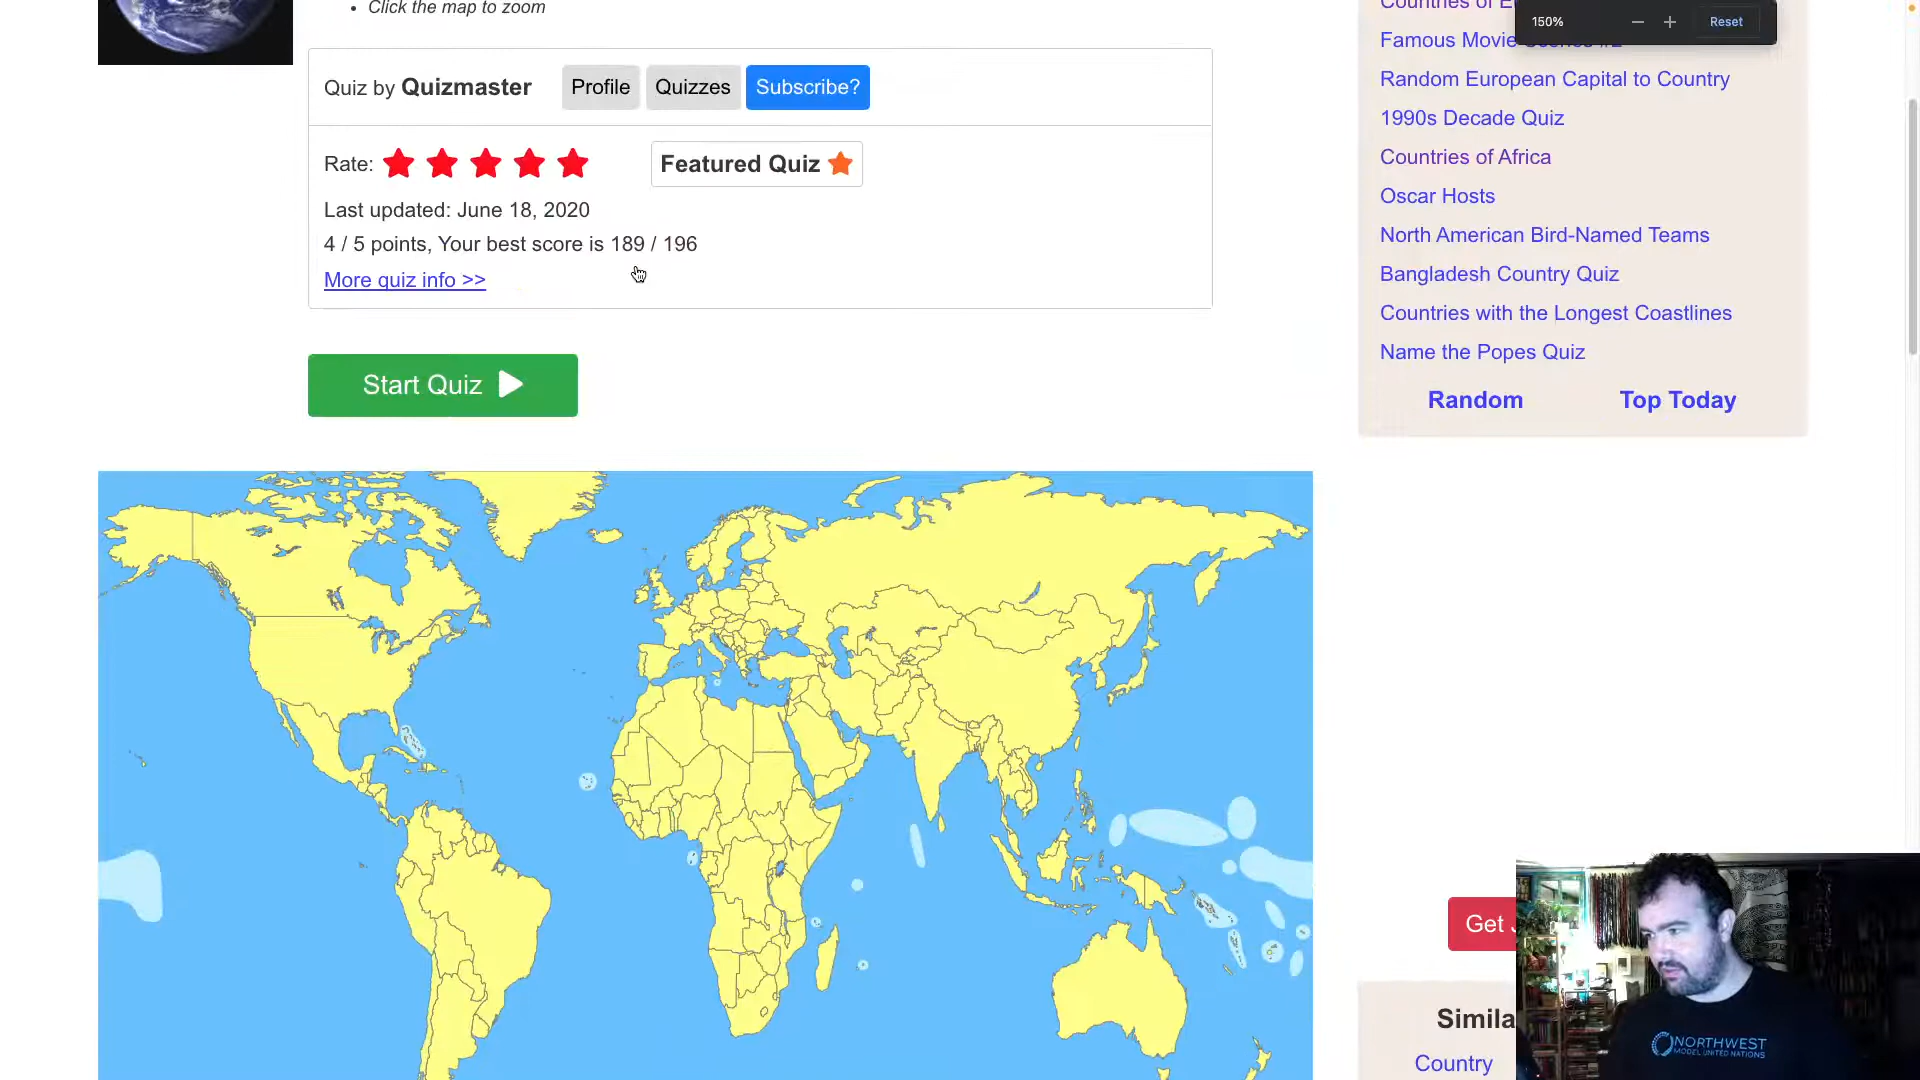 Click the map to zoom
Quiz by Quizmaster
Profile
Quizzes
Subscribe?
Rate:
Featured Quiz
Last updated: June 18, 2020
4 / 5 points, Your best score is 189 / 196
More quiz info >>
Start Quiz
150%
Reset
Countries of
Famous Movie
Random European Capital to Country
1990s Decade Quiz
Countries of Africa
Oscar Hosts
North American Bird-Named Teams
Bangladesh Country Quiz
Countries with the Longest Coastlines
Name the Popes Quiz
Random
Top Today
Get
Simila
Country
NORTHWEST
MODEL UNITED NATIONS